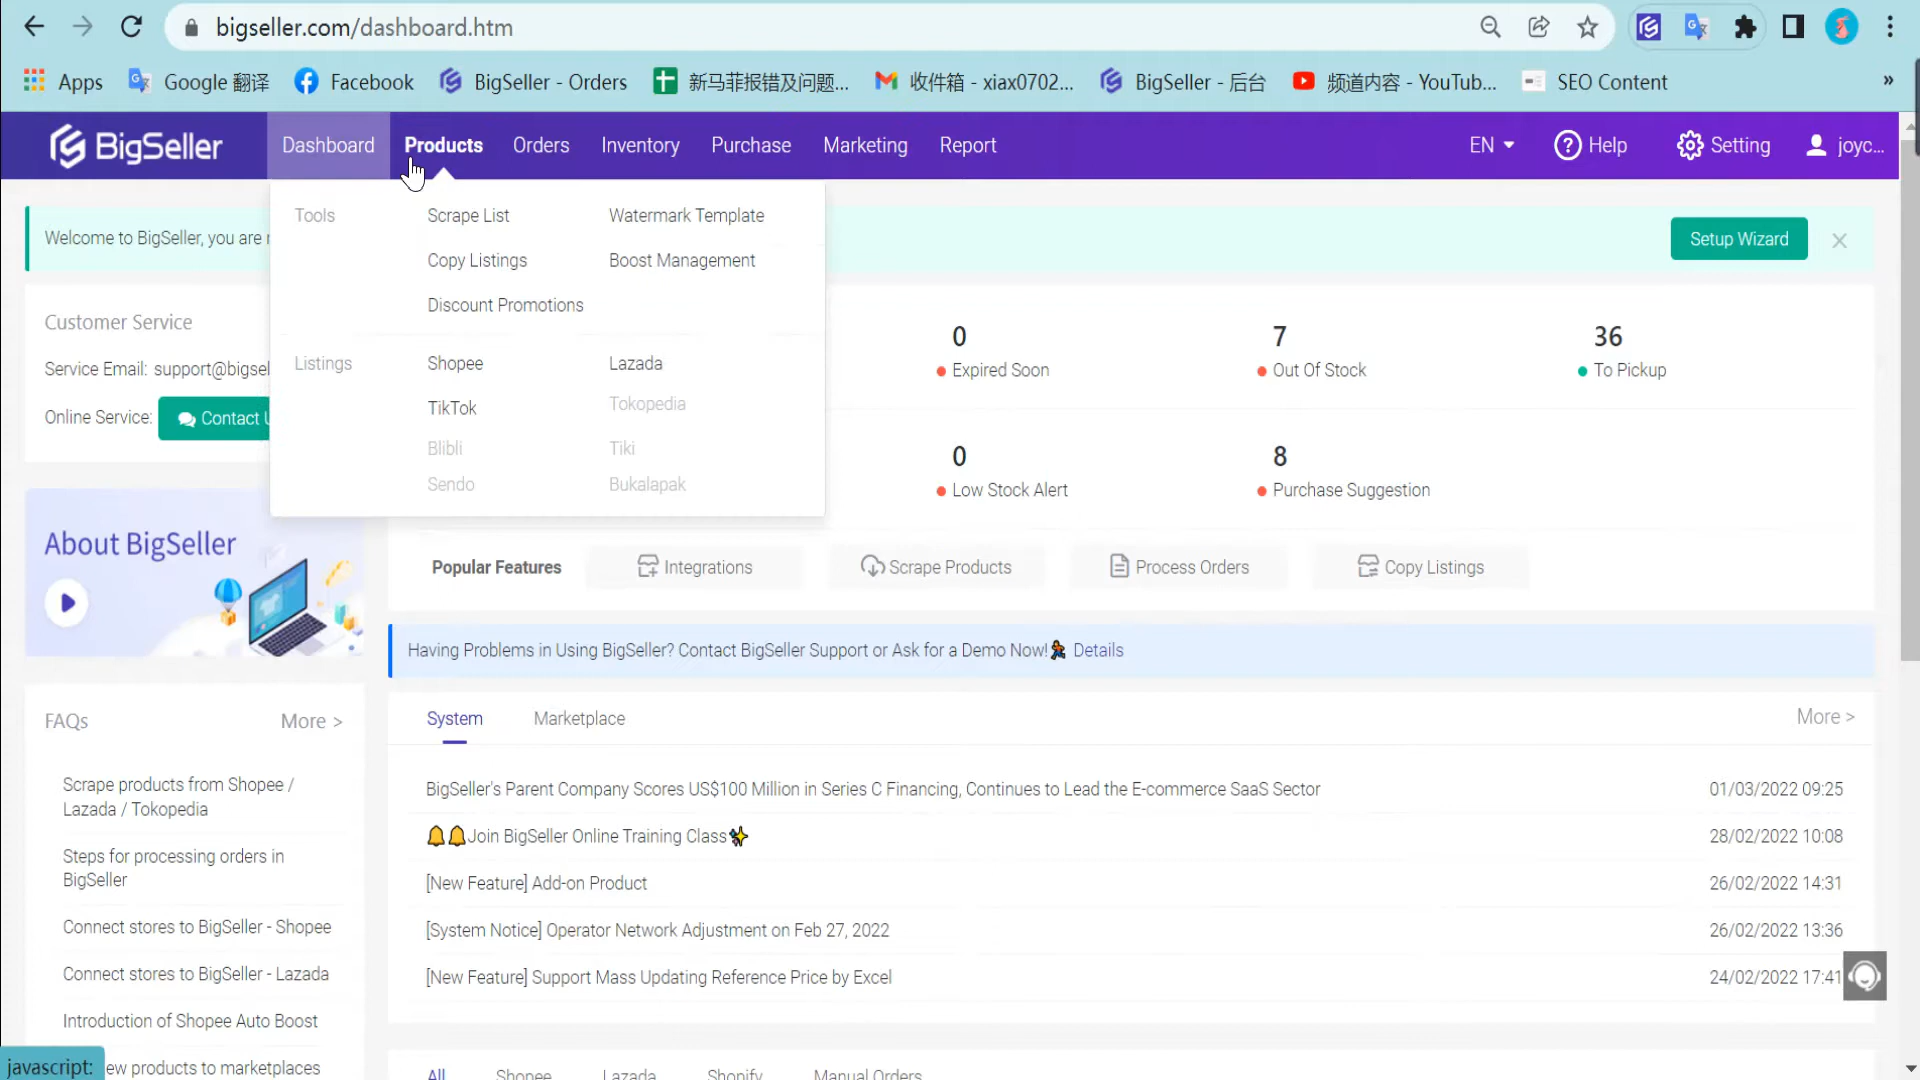 bigseller.com/dashboard.htm
Apps
Google 翻译
Facebook
BigSeller - Orders
新马菲报错及问题...
收件箱 - xiax0702...
BigSeller - 后台
频道内容 - YouTub...
SEO Content
»
BigSeller
Dashboard
Products
Orders
Inventory
Purchase
Marketing
Report
EN
Help
Setting
joyc...
Tools
Scrape List
Watermark Template
Copy Listings
Boost Management
Discount Promotions
Listings
Shopee
Lazada
TikTok
Tokopedia
Blibli
Tiki
Sendo
Bukalapak
Welcome to BigSeller, you are
Setup Wizard
Customer Service
Service Email: support@bigsel
Online Service:
Contact U
0
Expired Soon
7
Out Of Stock
36
To Pickup
0
Low Stock Alert
8
Purchase Suggestion
About BigSeller
Popular Features
Integrations
Scrape Products
Process Orders
Copy Listings
Having Problems in Using BigSeller? Contact BigSeller Support or Ask for a Demo Now! Details
FAQs
More >
Scrape products from Shopee /
Lazada / Tokopedia
Steps for processing orders in
BigSeller
Connect stores to BigSeller - Shopee
Connect stores to BigSeller - Lazada
Introduction of Shopee Auto Boost
ew products to marketplaces
javascript:
System
Marketplace
More >
BigSeller's Parent Company Scores US$100 Million in Series C Financing, Continues to Lead the E-commerce SaaS Sector
01/03/2022 09:25
🔔🔔Join BigSeller Online Training Class✨
28/02/2022 10:08
[New Feature] Add-on Product
26/02/2022 14:31
[System Notice] Operator Network Adjustment on Feb 27, 2022
26/02/2022 13:36
[New Feature] Support Mass Updating Reference Price by Excel
24/02/2022 17:41
All
Shopee
Lazada
Shopify
Manual Orders